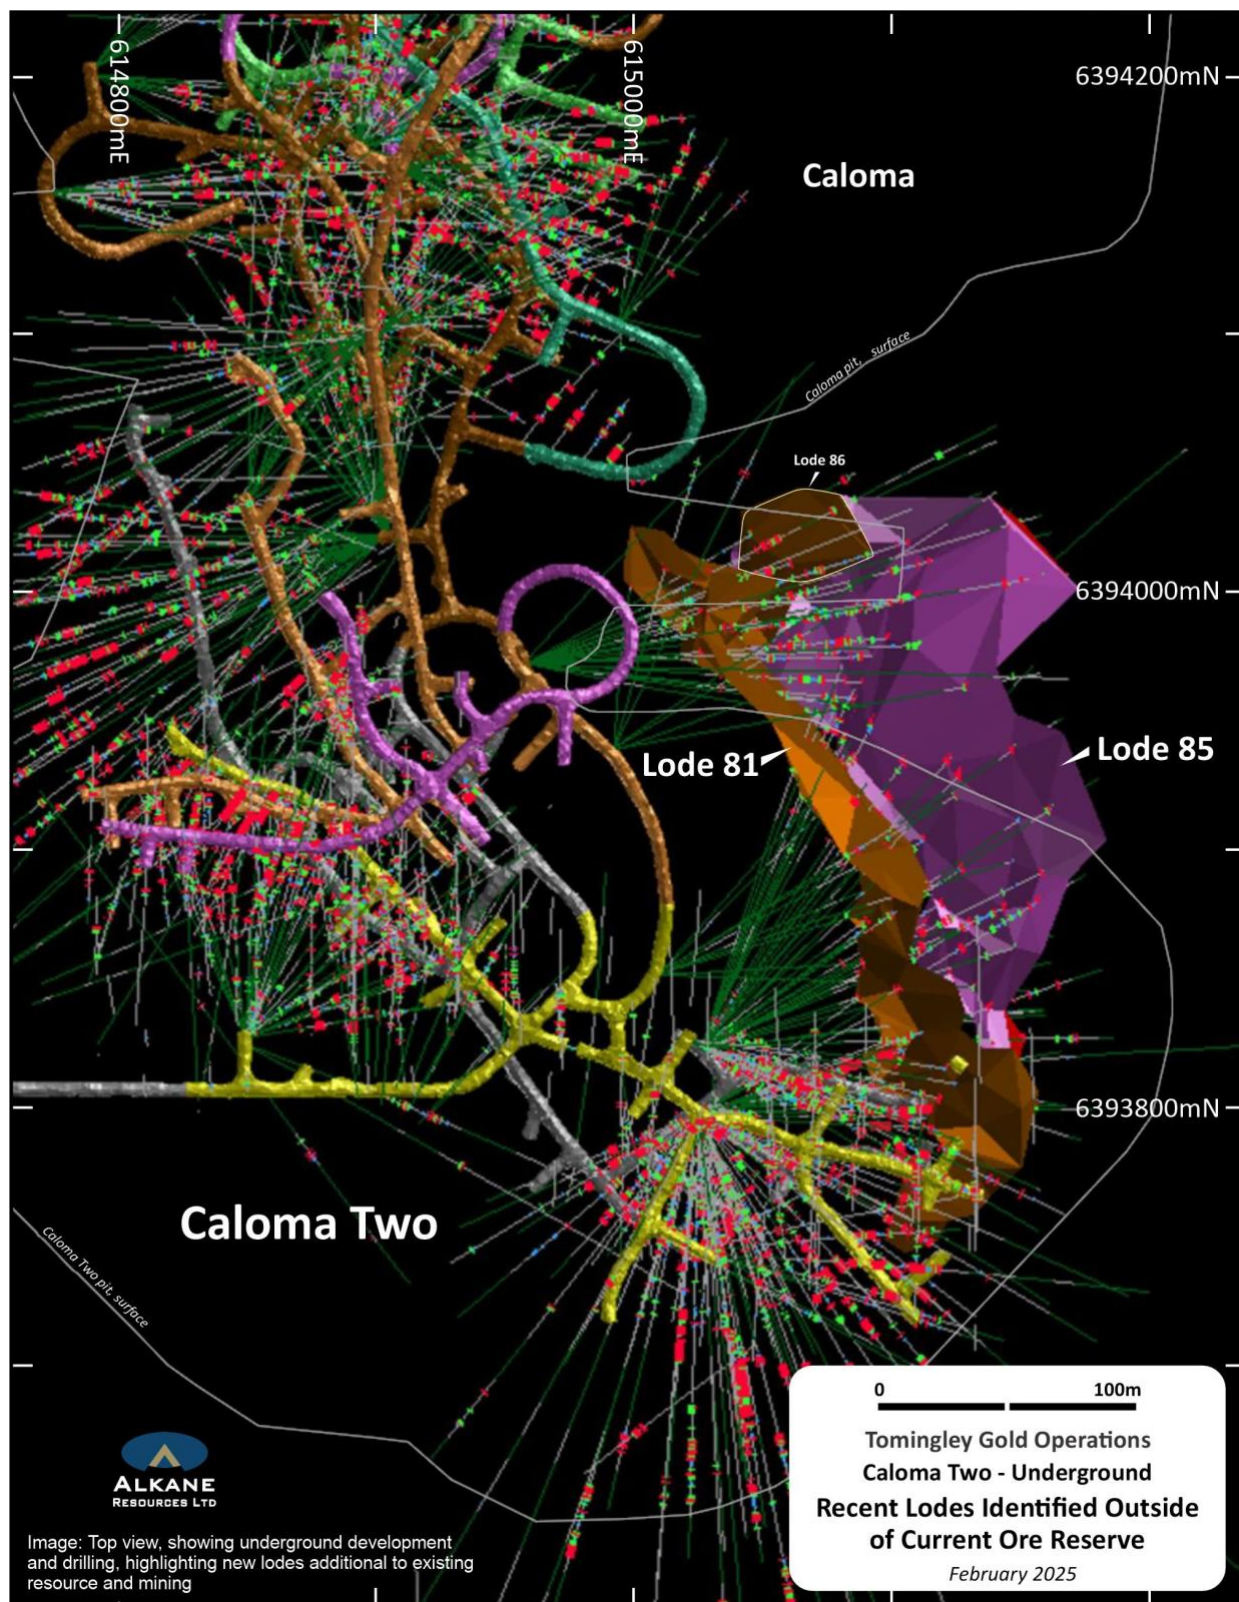 614800mE
615000mE
6394200mN
Caloma
Caloma pit, surface
Lode 86
6394000mN
Lode 81
Lode 85
6393800mN
Caloma Two
Caloma Two pit, surface
0 100m
Tomingley Gold Operations
Caloma Two - Underground
Recent Lodes Identified Outside
of Current Ore Reserve
February 2025
ALKANE
RESOURCES LTD
Image: Top view, showing underground development
and drilling, highlighting new lodes additional to existing
resource and mining